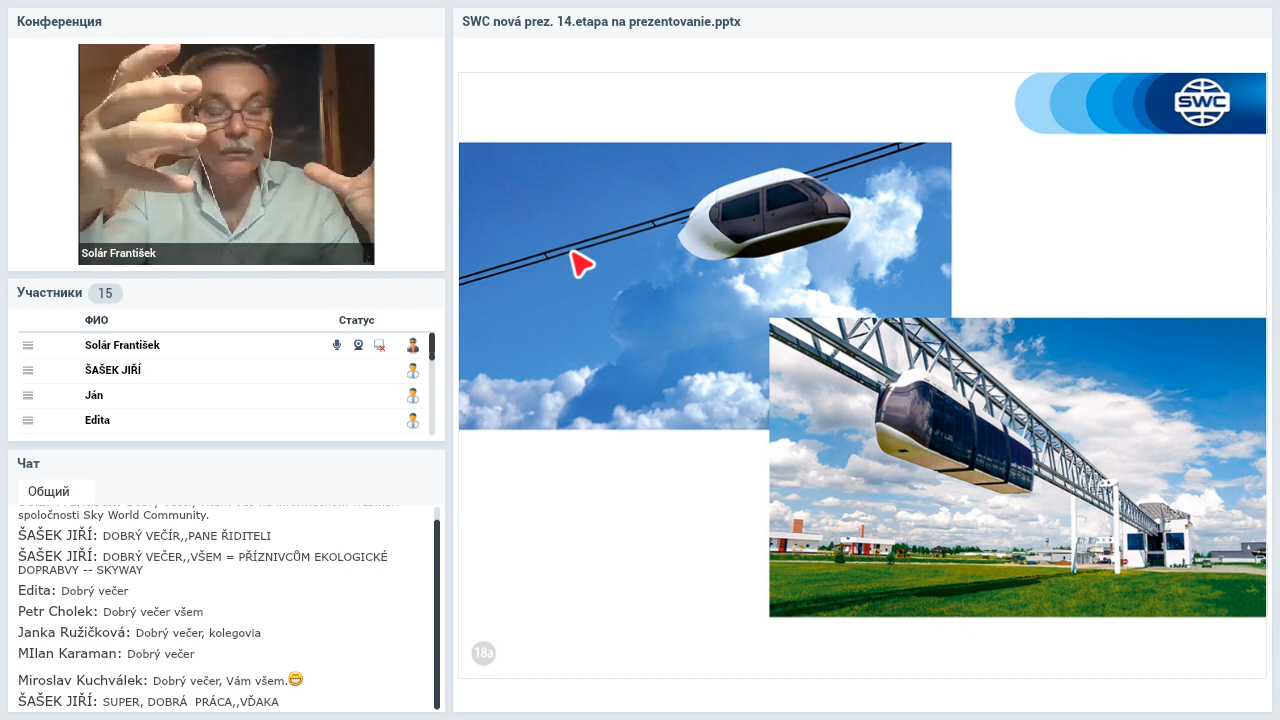 Конференция
Solár František
Участники 15
ФИО Статус
Solár František
ŠAŠEK JIŘÍ
Ján
Edita
Чат
Общий
spoločnosti Sky World Community.
ŠAŠEK JIŘÍ: DOBRÝ VEČÍR,,PANE ŘIDITELI
ŠAŠEK JIŘÍ: DOBRÝ VEČER,,VŠEM = PŘÍZNIVCŮM EKOLOGICKÉ
DOPRABVY -- SKYWAY
Edita: Dobrý večer
Petr Cholek: Dobrý večer všem
Janka Ružičková: Dobrý večer, kolegovia
MIlan Karaman: Dobrý večer
Miroslav Kuchválek: Dobrý večer, Vám všem.
ŠAŠEK JIŘÍ: SUPER, DOBRÁ  PRÁCA,,VĎAKA
SWC nová prez. 14.etapa na prezentovanie.pptx
SWC
18a